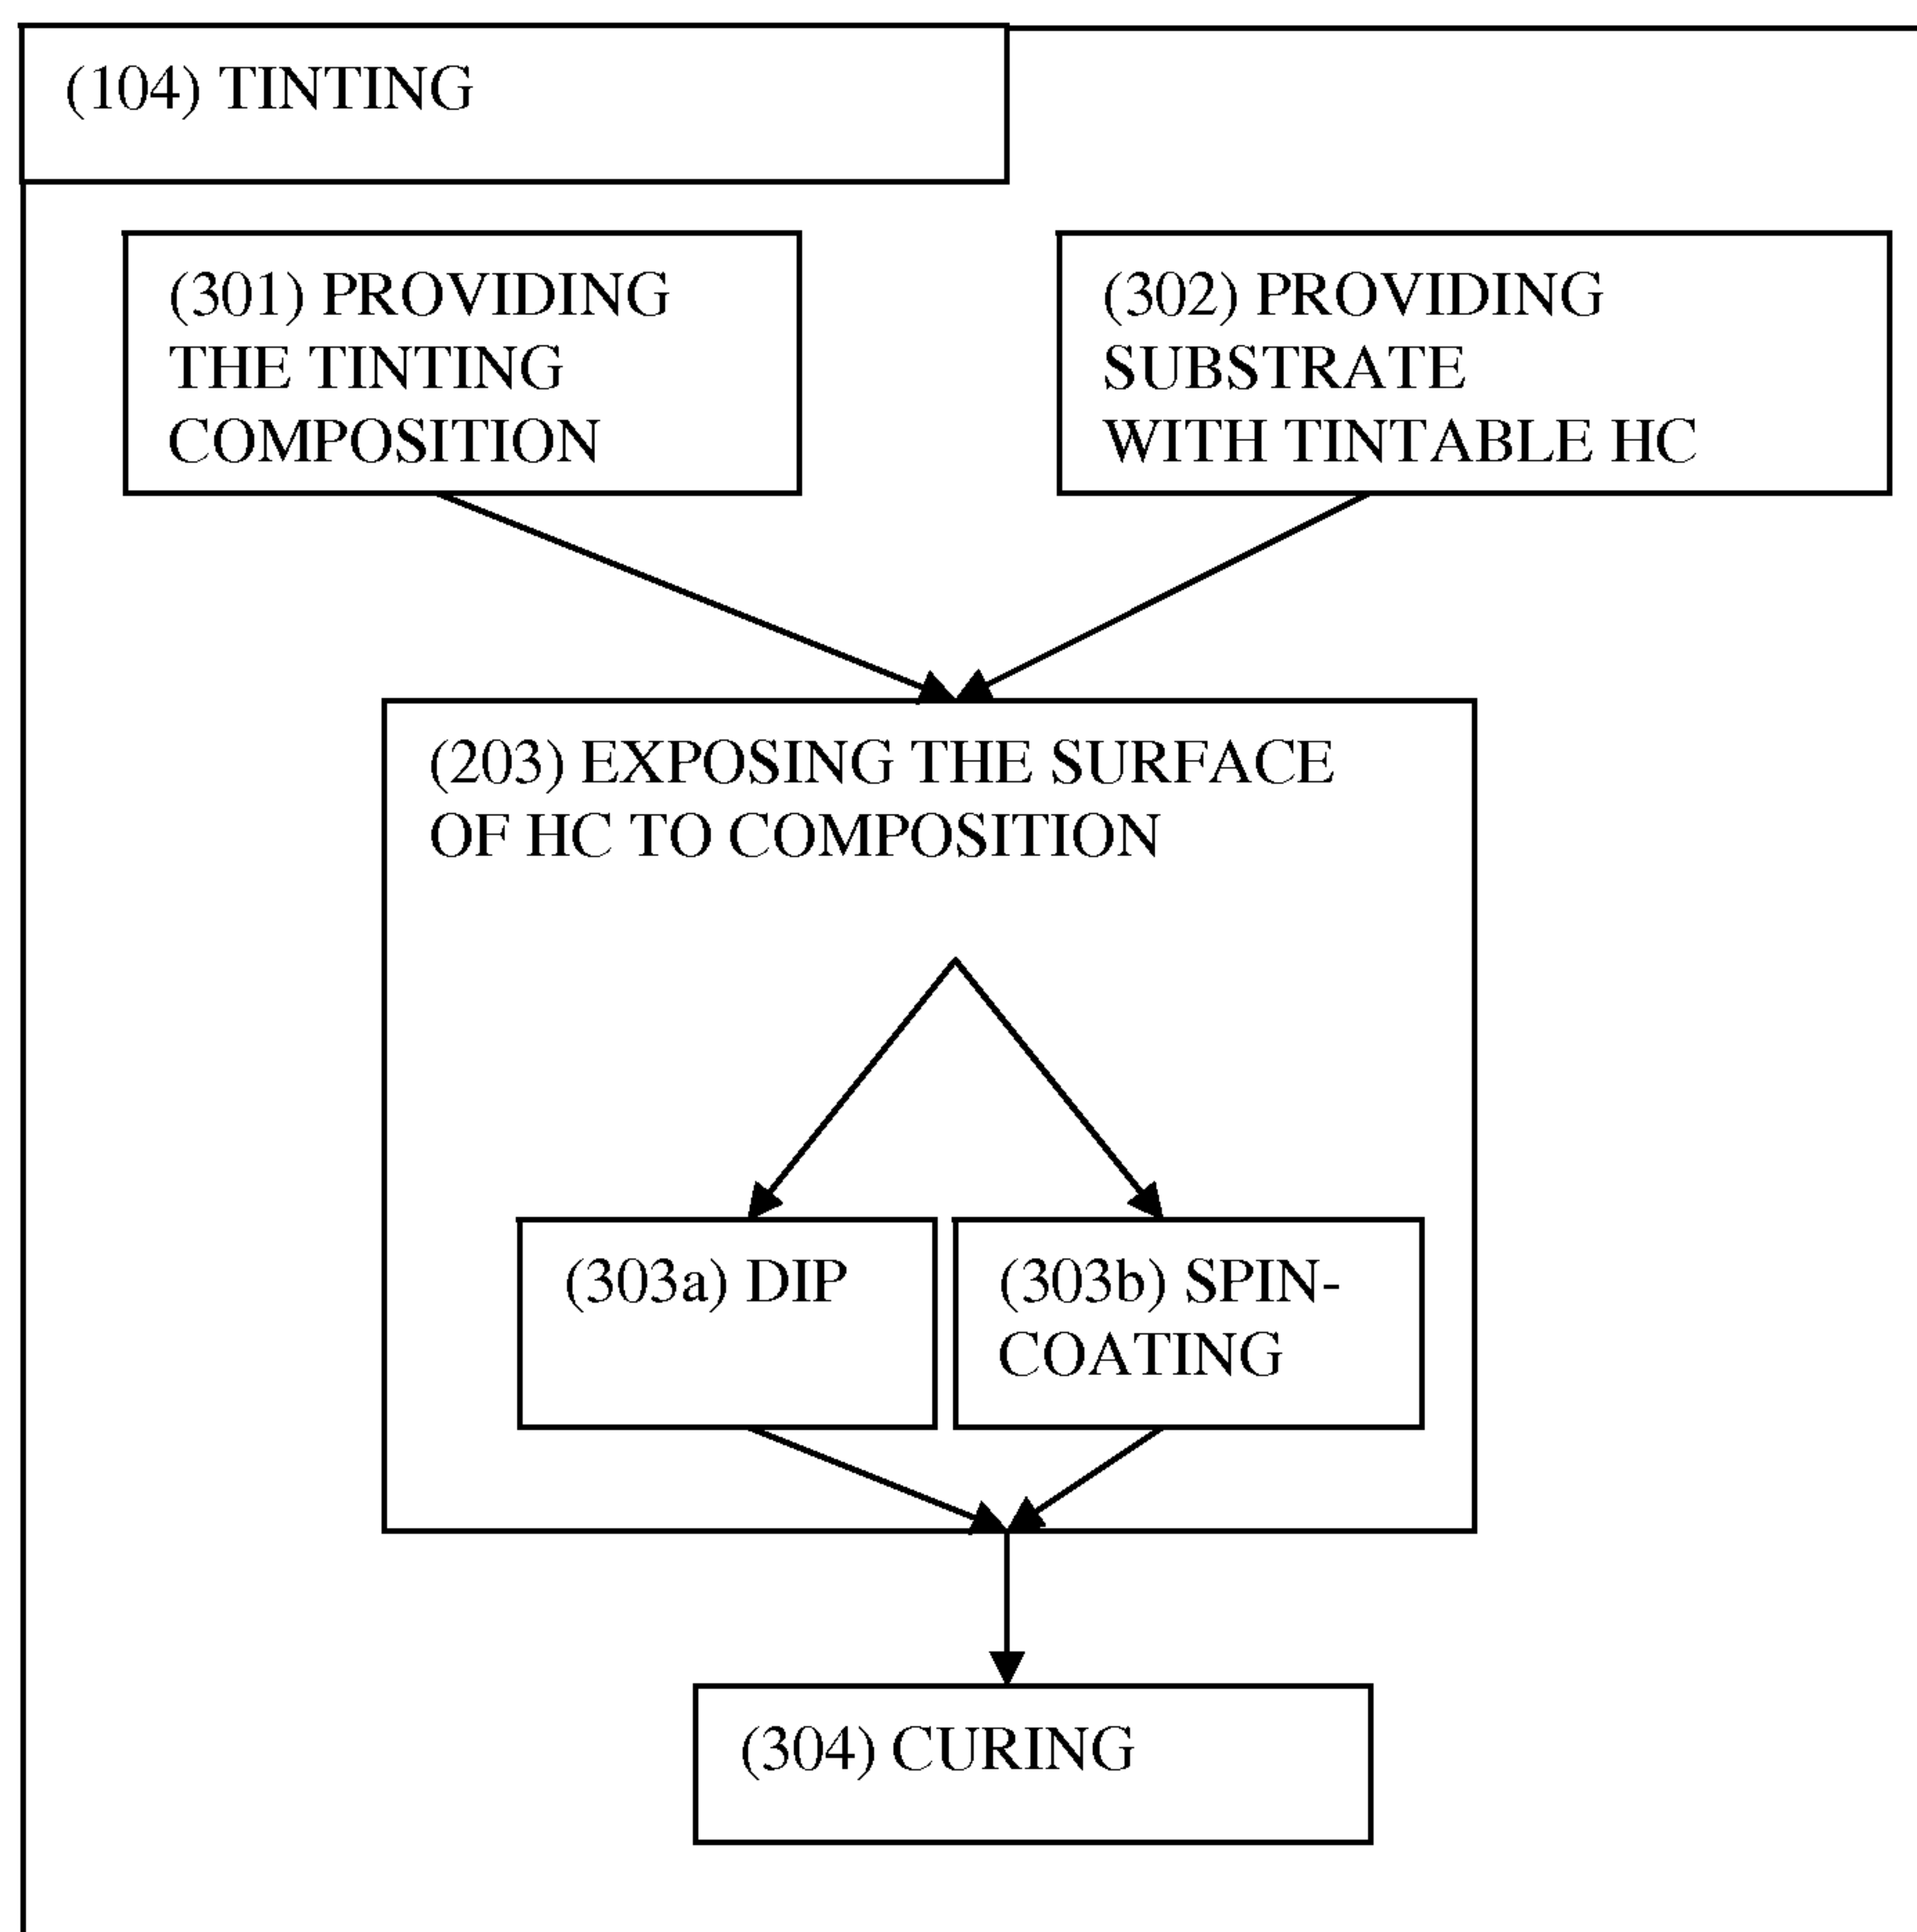 (104) TINTING
(301) PROVIDING
THE TINTING
COMPOSITION
(302) PROVIDING
SUBSTRATE
WITH TINTABLE HC
(203) EXPOSING THE SURFACE
OF HC TO COMPOSITION
(303a) DIP
(303b) SPIN-
COATING
(304) CURING